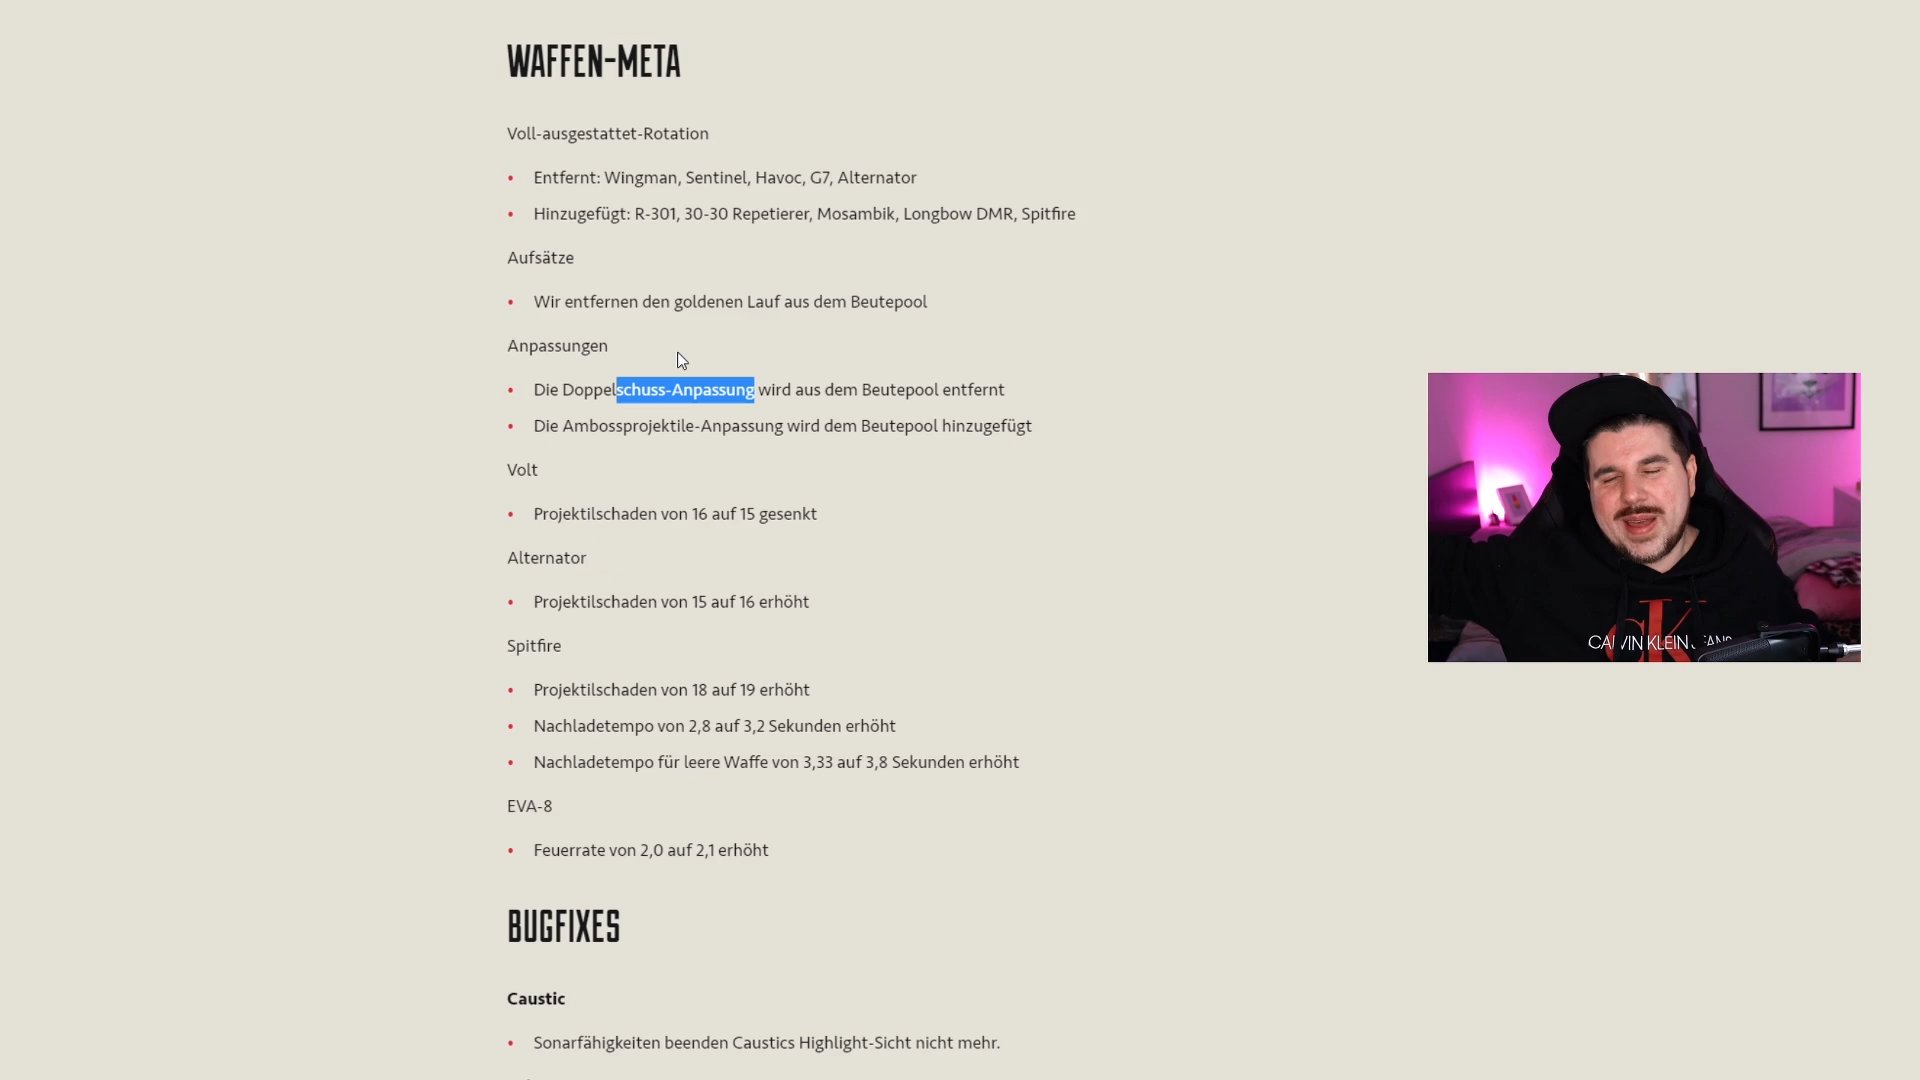 WAFFEN-META
Voll-ausgestattet-Rotation
• Entfernt: Wingman, Sentinel, Havoc, G7, Alternator
• Hinzugefügt: R-301, 30-30 Repetierer, Mosambik, Longbow DMR, Spitfire
Aufsätze
• Wir entfernen den goldenen Lauf aus dem Beutepool
Anpassungen
• Die Doppelschuss-Anpassung wird aus dem Beutepool entfernt
• Die Ambossprojektile-Anpassung wird dem Beutepool hinzugefügt
Volt
• Projektilschaden von 16 auf 15 gesenkt
Alternator
• Projektilschaden von 15 auf 16 erhöht
Spitfire
• Projektilschaden von 18 auf 19 erhöht
• Nachladetempo von 2,8 auf 3,2 Sekunden erhöht
• Nachladetempo für leere Waffe von 3,33 auf 3,8 Sekunden erhöht
EVA-8
• Feuerrate von 2,0 auf 2,1 erhöht
BUGFIXES
Caustic
• Sonarfähigkeiten beenden Caustics Highlight-Sicht nicht mehr.
CK
CALVIN KLEIN JEANS